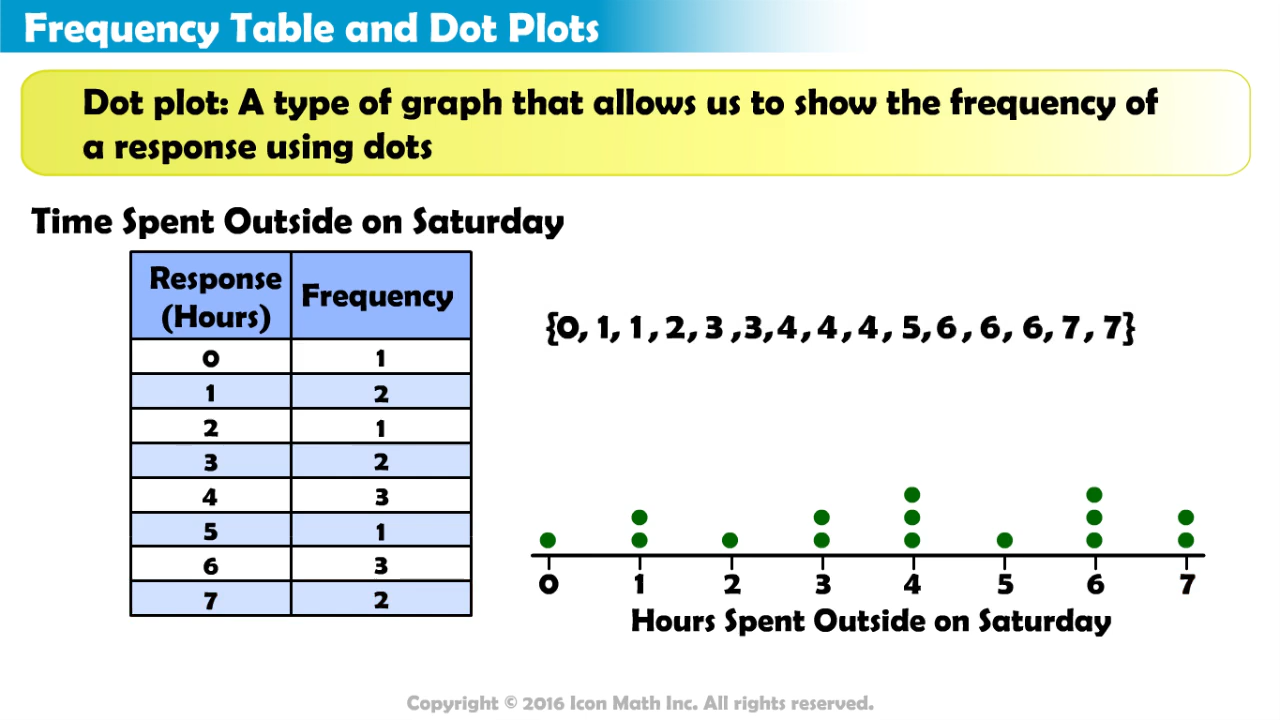 Frequency Table and Dot Plots
Dot plot: A type of graph that allows us to show the frequency of
a response using dots
Time Spent Outside on Saturday
Response (Hours) Frequency
0 1
1 2
2 1
3 2
4 3
5 1
6 3
7 2
{0, 1, 1, 2, 3 ,3, 4, 4, 4, 5, 6, 6, 6, 7, 7}
0 1 2 3 4 5 6 7
Hours Spent Outside on Saturday
Copyright © 2016 Icon Math Inc. All rights reserved.